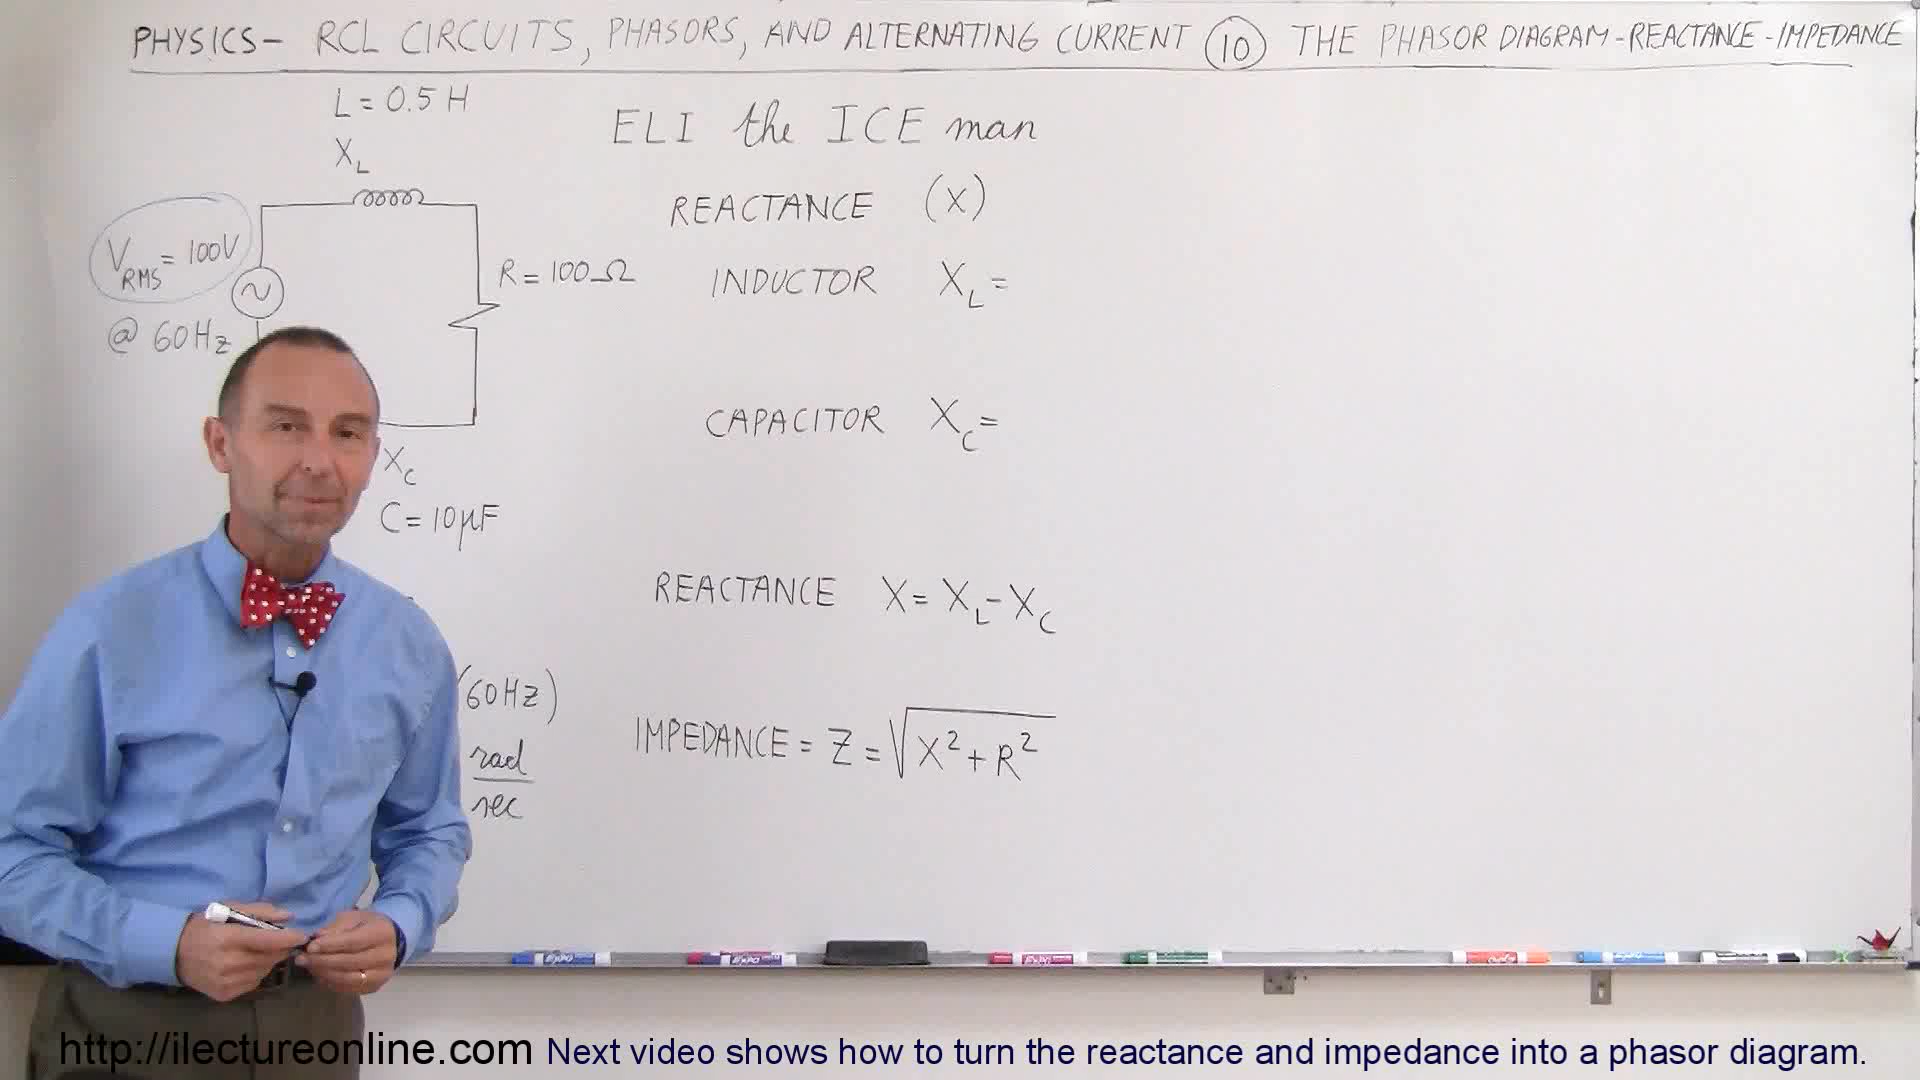 PHYSICS- RCL CIRCUITS, PHASORS, AND ALTERNATING CURRENT 10 THE PHASOR DIAGRAM-REACTANCE-IMPEDANCE
L = 0.5 H
X_L
V_RMS = 100V
@ 60Hz
R = 100Ω
X_C
C = 10μF
(60Hz)
rad
sec
ELI the ICE man
REACTANCE (X)
INDUCTOR X_L =
CAPACITOR X_C =
REACTANCE X = X_L - X_C
IMPEDANCE = Z = √X² + R²
http://ilectureonline.com Next video shows how to turn the reactance and impedance into a phasor diagram.